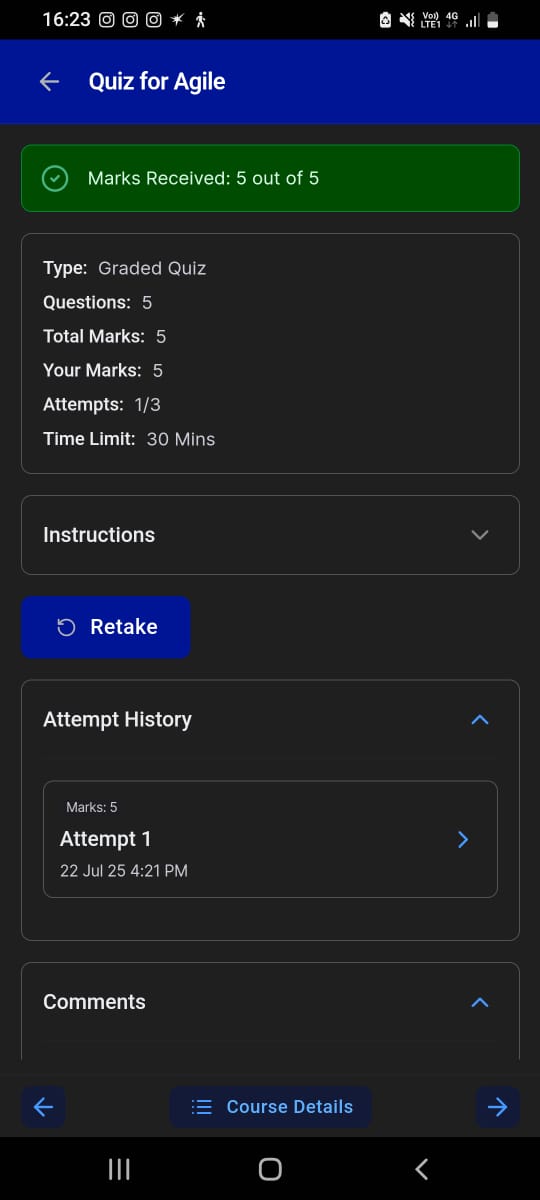 16:23
Vo)) 4G
LTE1
Quiz for Agile
Marks Received: 5 out of 5
Type: Graded Quiz
Questions: 5
Total Marks: 5
Your Marks: 5
Attempts: 1/3
Time Limit: 30 Mins
Instructions
Retake
Attempt History
Marks: 5
Attempt 1
22 Jul 25 4:21 PM
Comments
Course Details